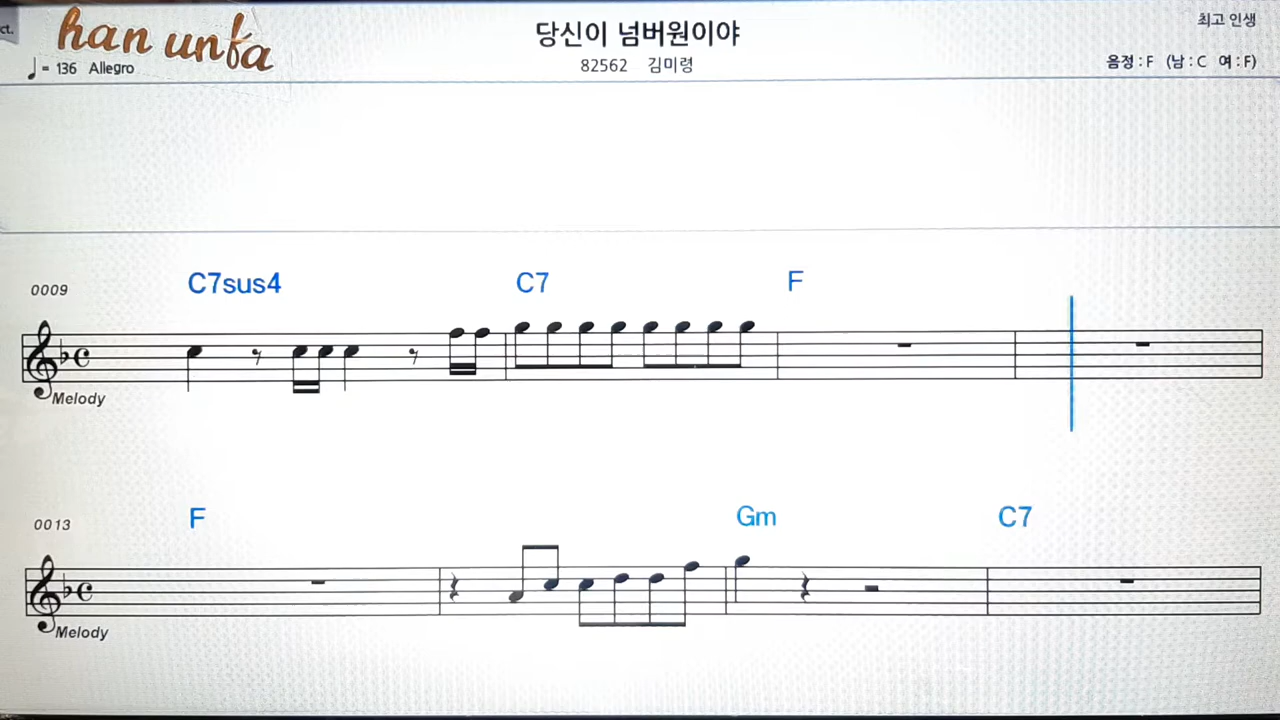 ct.
han unfa
당신이 넘버원이야
최고 인생
♩= 136 Allegro
82562 김미령
음정 : F (남 : C 여 : F)
0009
C7sus4 C7 F
Melody
0013
F Gm C7
Melody